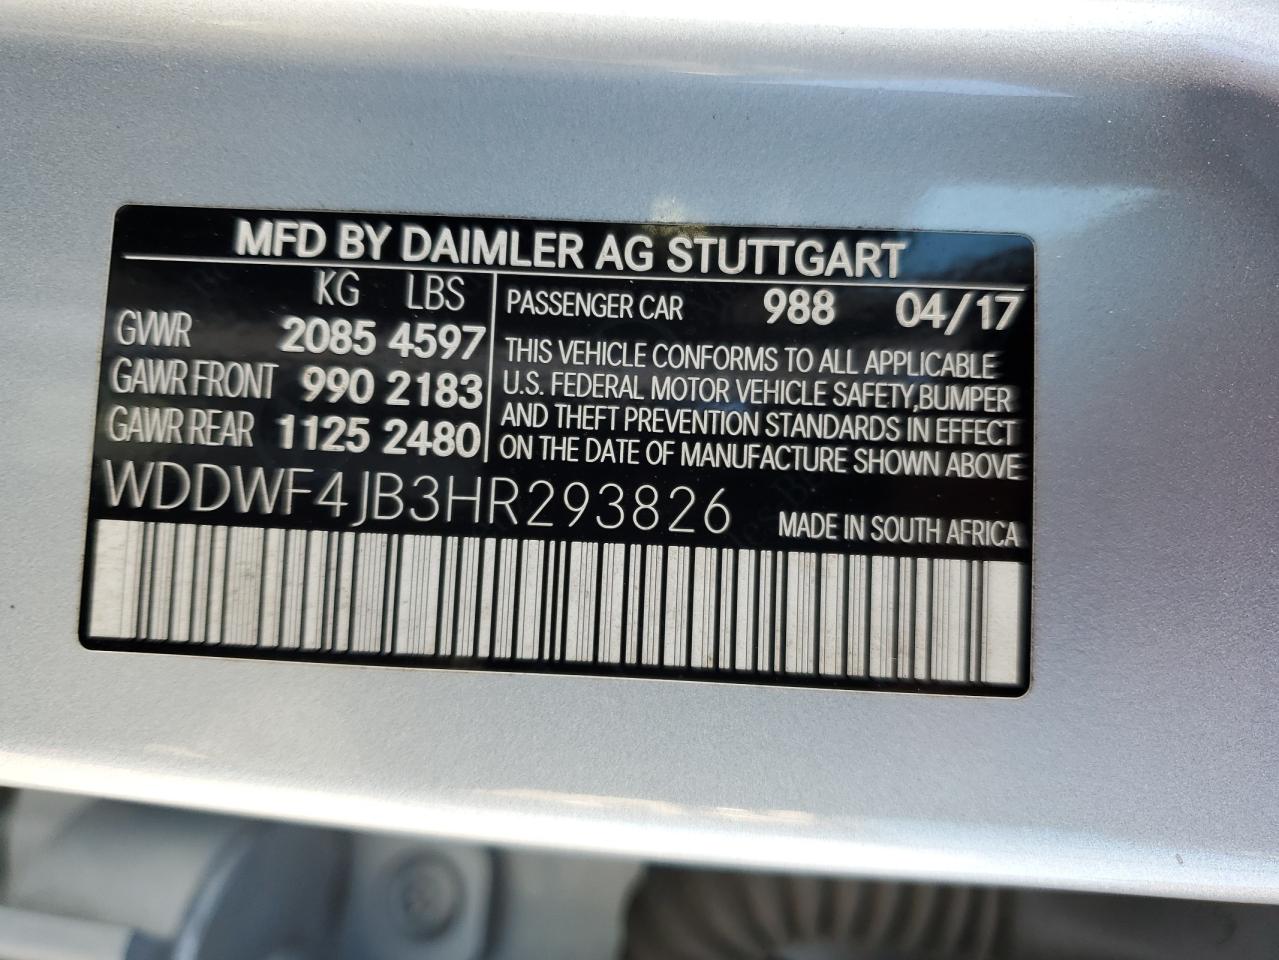 MFD BY DAIMLER AG STUTTGART
KG LBS
GVWR 2085 4597
GAWR FRONT 990 2183
GAWR REAR 1125 2480
PASSENGER CAR 988 04/17
THIS VEHICLE CONFORMS TO ALL APPLICABLE
U.S. FEDERAL MOTOR VEHICLE SAFETY,BUMPER
AND THEFT PREVENTION STANDARDS IN EFFECT
ON THE DATE OF MANUFACTURE SHOWN ABOVE
WDDWF4JB3HR293826
MADE IN SOUTH AFRICA